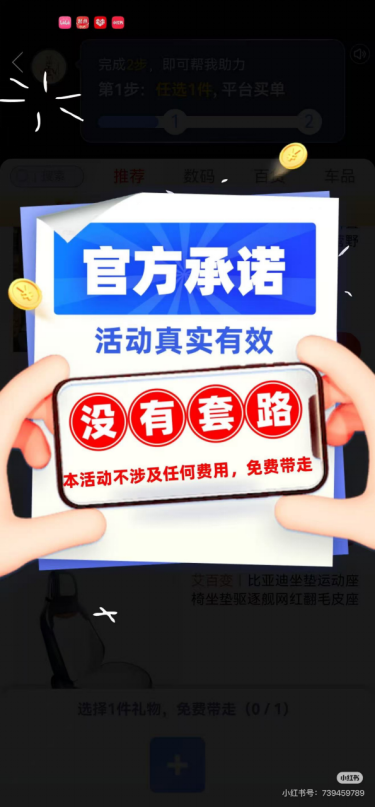 完成2步，即可帮我助力
第1步：任选1件，平台买单
1
2
推荐
数码
百货
车品
官方承诺
活动真实有效
没有套路
本活动不涉及任何费用，免费带走
艾百变 | 比亚迪坐垫运动座
椅坐垫驱逐舰网红翻毛皮座
选择1件礼物，免费带走（0/1）
小红书
小红书号：739459789